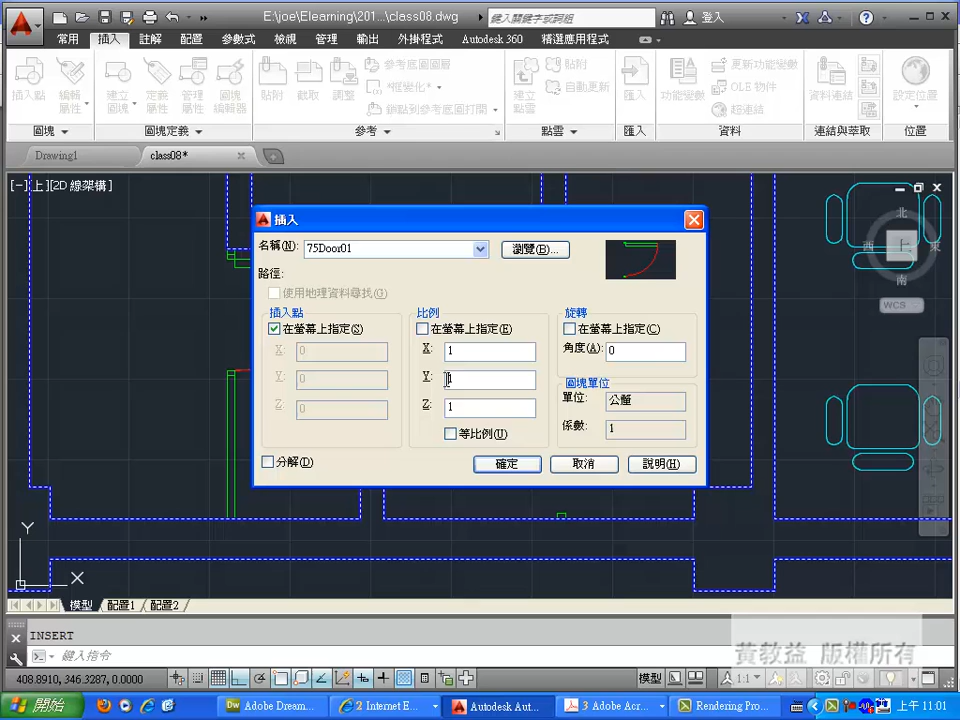 E:\joe\Elearning\201...\class08.dwg
鍵入關鍵字或詞組
登入
常用 插入 註解 配置 參數式 檢視 管理 輸出 外掛程式 Autodesk 360 精選應用程式
插入點 編輯屬性 建立圖塊 定義屬性 管理屬性 圖塊編輯器 貼附 截取 調整
參考底圖圖層
*框變化*
鎖點到參考底圖打開
建立點雲
貼附
自動更新
匯入 功能變數
更新功能變數
OLE 物件
超連結
資料連結 設定位置
圖塊 圖塊定義 參考 點雲 匯入 資料 連結與萃取 位置
Drawing1 class08*
[−]上][2D 線架構]
北
西 上 東
南
WCS
插入
名稱(N): 75Door01 瀏覽(B)...
路徑:
使用地理資料尋找(G)
插入點 比例 旋轉
在螢幕上指定(S) 在螢幕上指定(E) 在螢幕上指定(C)
X: 0 X: 1 角度(A): 0
Y: 0 Y: 1
圖塊單位
單位: 公釐
Z: 0 Z: 1
係數: 1
等比例(U)
分解(D) 確定 取消 說明(H)
Y
X
模型 配置1 配置2
INSERT
鍵入指令
黃教益 版權所有
408.8910, 346.3287, 0.0000 模型 1:1
開始 Adobe Dream... 2 Internet E... Autodesk Aut... 3 Adobe Acr... Rendering Pro... 上午 11:01